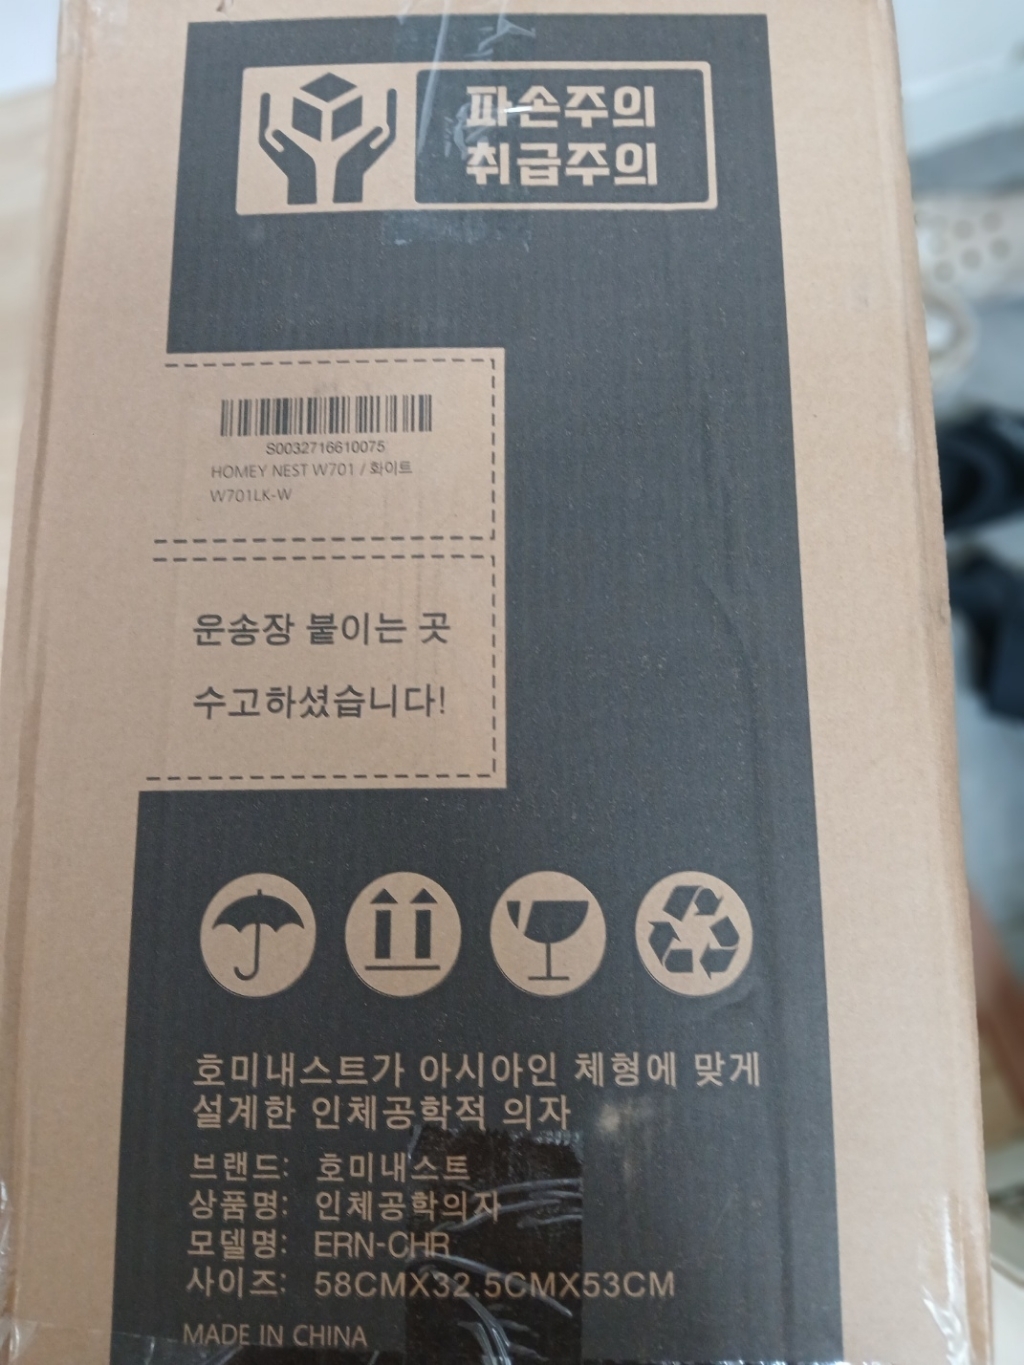 파손주의
취급주의
S0032716610075
HOMEY NEST W701 / 화이트
W701LK-W
운송장 붙이는 곳
수고하셨습니다!
호미내스트가 아시아인 체형에 맞게
설계한 인체공학적 의자
브랜드: 호미내스트
상품명: 인체공학의자
모델명: ERN-CHR
사이즈: 58CMX32.5CMX53CM
MADE IN CHINA